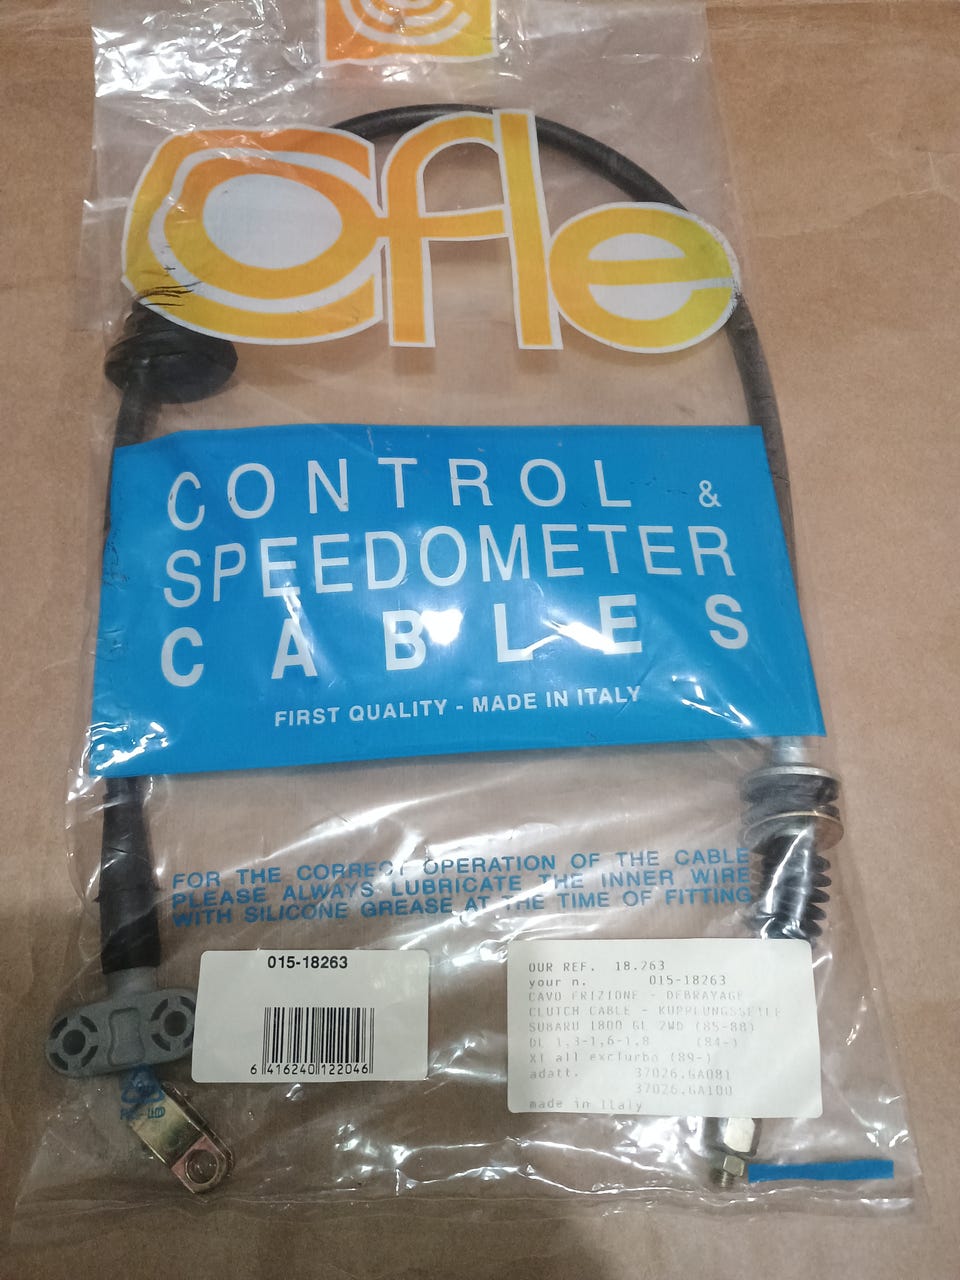 Cofle
CONTROL &
SPEEDOMETER
CABLES
FIRST QUALITY - MADE IN ITALY
FOR THE CORRECT OPERATION OF THE CABLE
PLEASE ALWAYS LUBRICATE THE INNER WIRE
WITH SILICONE GREASE AT THE TIME OF FITTING
015-18263
6 416240 122046
OUR REF. 18.263
your n. 015-18263
CAVO FRIZIONE - DEBRAYAGE
CLUTCH CABLE - KUPPLUNGSSEILE
SUBARU 1800 GL 2WD (85-88)
DL 1,3-1,6-1,8 (84-)
XT all excTurbo (89-)
adatt. 37026.GA081
37026.GA100
made in Italy